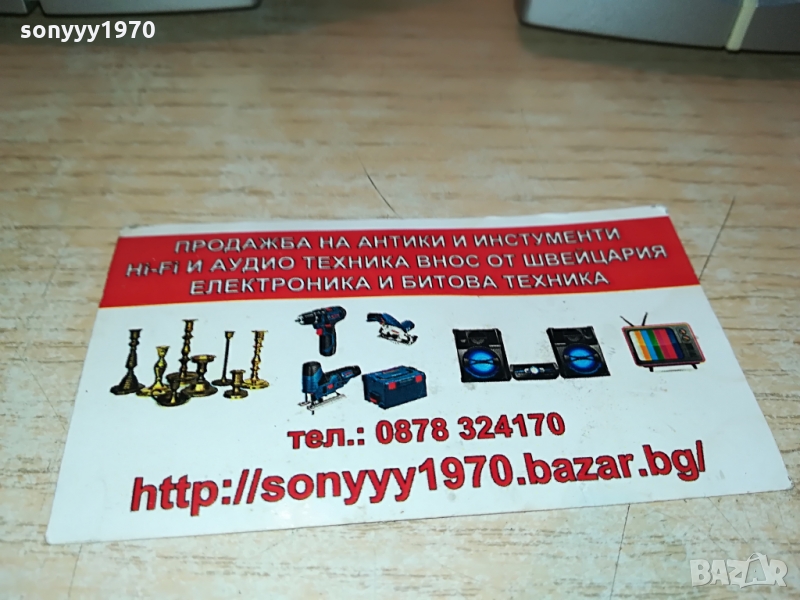 sonyyy1970
ПРОДАЖБА НА АНТИКИ И ИНСТУМЕНТИ
Hi-Fi И АУДИО ТЕХНИКА ВНОС ОТ ШВЕЙЦАРИЯ
ЕЛЕКТРОНИКА И БИТОВА ТЕХНИКА
тел.: 0878 324170
http://sonyyy1970.bazar.bg/
BAZAR